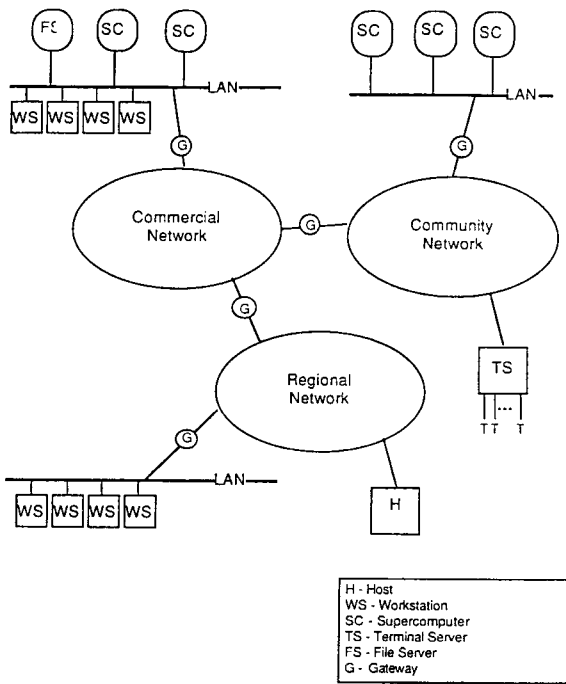 FS SC SC
LAN
WS WS WS WS
SC SC SC
LAN
G
G
Commercial
Network
G
Community
Network
G
Regional
Network
TS
T T ... T
G
LAN
WS WS WS WS
H
H - Host
WS - Workstation
SC - Supercomputer
TS - Terminal Server
FS - File Server
G - Gateway